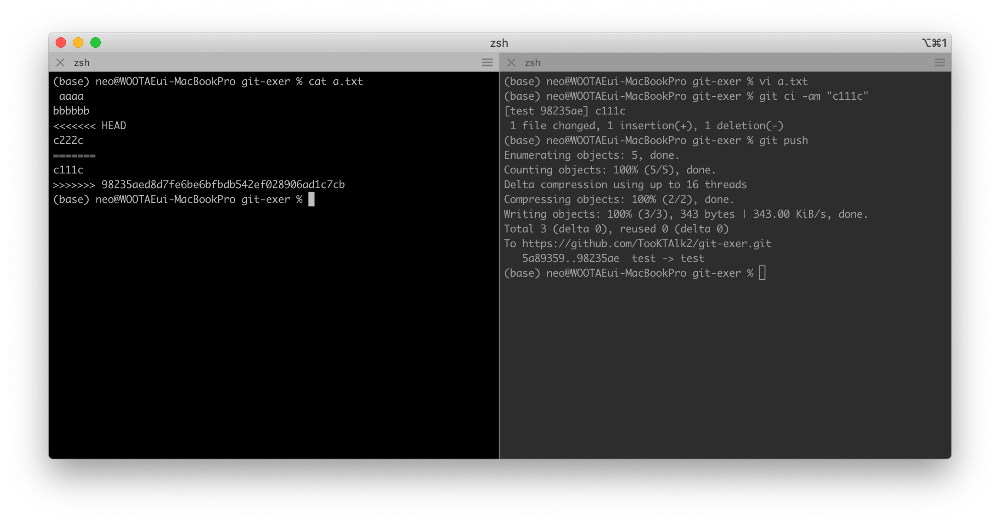 zsh
⌥⌘1
zsh
(base) neo@WOOTAEui-MacBookPro git-exer % cat a.txt
 aaaa
bbbbbb
<<<<<<< HEAD
c222c
=======
c111c
>>>>>>> 98235aed8d7fe6be6bfbdb542ef028906ad1c7cb
(base) neo@WOOTAEui-MacBookPro git-exer %
zsh
(base) neo@WOOTAEui-MacBookPro git-exer % vi a.txt
(base) neo@WOOTAEui-MacBookPro git-exer % git ci -am "c111c"
[test 98235ae] c111c
 1 file changed, 1 insertion(+), 1 deletion(-)
(base) neo@WOOTAEui-MacBookPro git-exer % git push
Enumerating objects: 5, done.
Counting objects: 100% (5/5), done.
Delta compression using up to 16 threads
Compressing objects: 100% (2/2), done.
Writing objects: 100% (3/3), 343 bytes | 343.00 KiB/s, done.
Total 3 (delta 0), reused 0 (delta 0)
To https://github.com/TooKTAlk2/git-exer.git
   5a89359..98235ae  test -> test
(base) neo@WOOTAEui-MacBookPro git-exer %